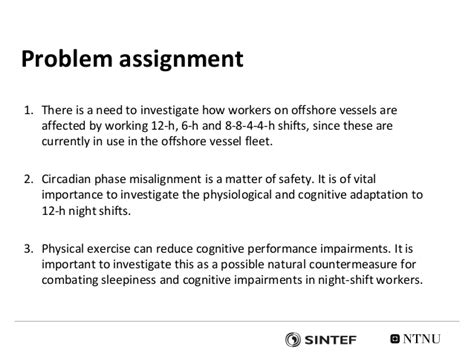 Problem assignment
1. There is a need to investigate how workers on offshore vessels are
affected by working 12-h, 6-h and 8-8-4-4-h shifts, since these are
currently in use in the offshore vessel fleet.
2. Circadian phase misalignment is a matter of safety. It is of vital
importance to investigate the physiological and cognitive adaptation to
12-h night shifts.
3. Physical exercise can reduce cognitive performance impairments. It is
important to investigate this as a possible natural countermeasure for
combating sleepiness and cognitive impairments in night-shift workers.
SINTEF NTNU